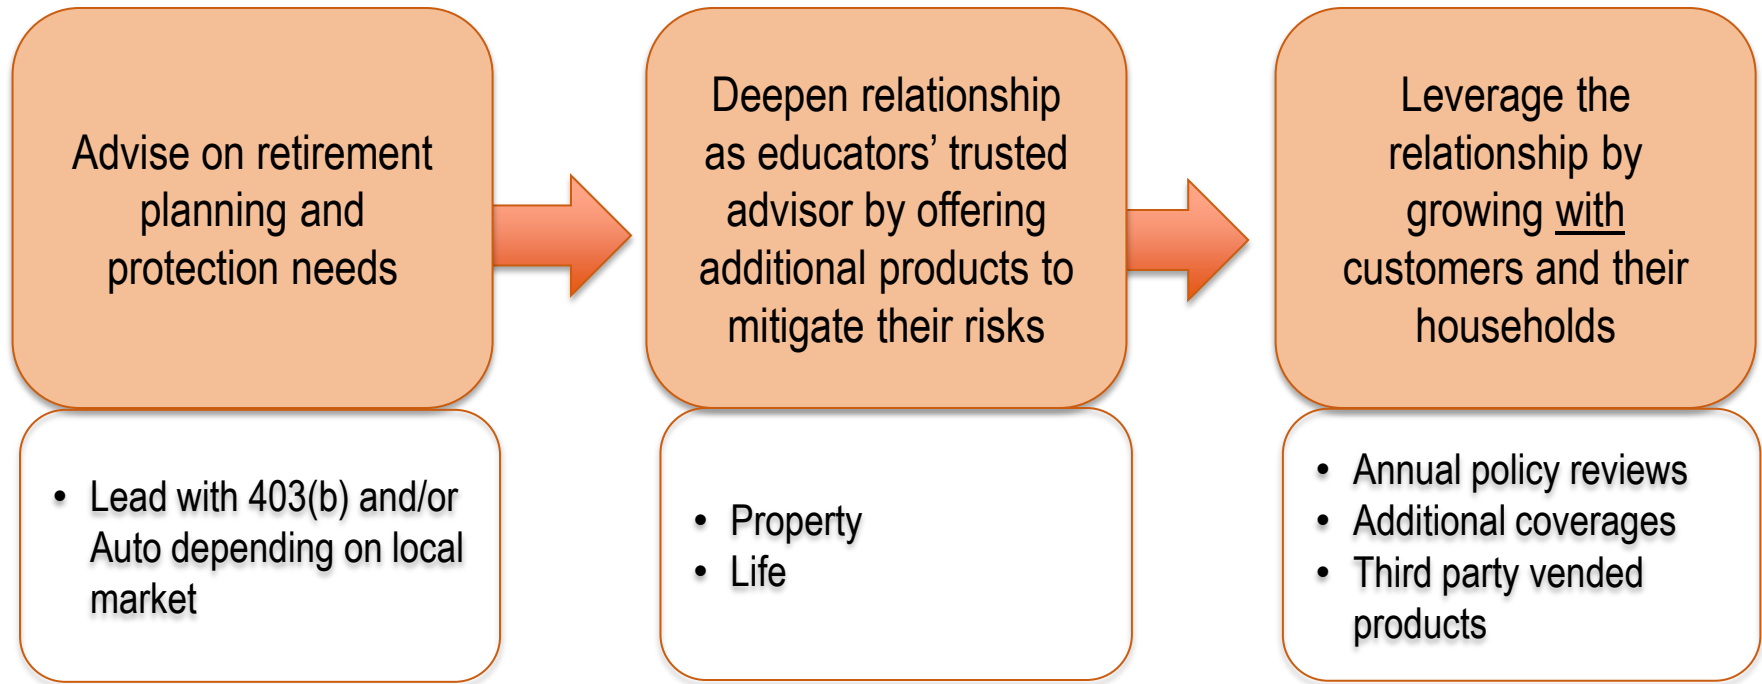 Advise on retirement
planning and
protection needs
• Lead with 403(b) and/or
Auto depending on local
market
Deepen relationship
as educators’ trusted
advisor by offering
additional products to
mitigate their risks
• Property
• Life
Leverage the
relationship by
growing with
customers and their
households
• Annual policy reviews
• Additional coverages
• Third party vended
products